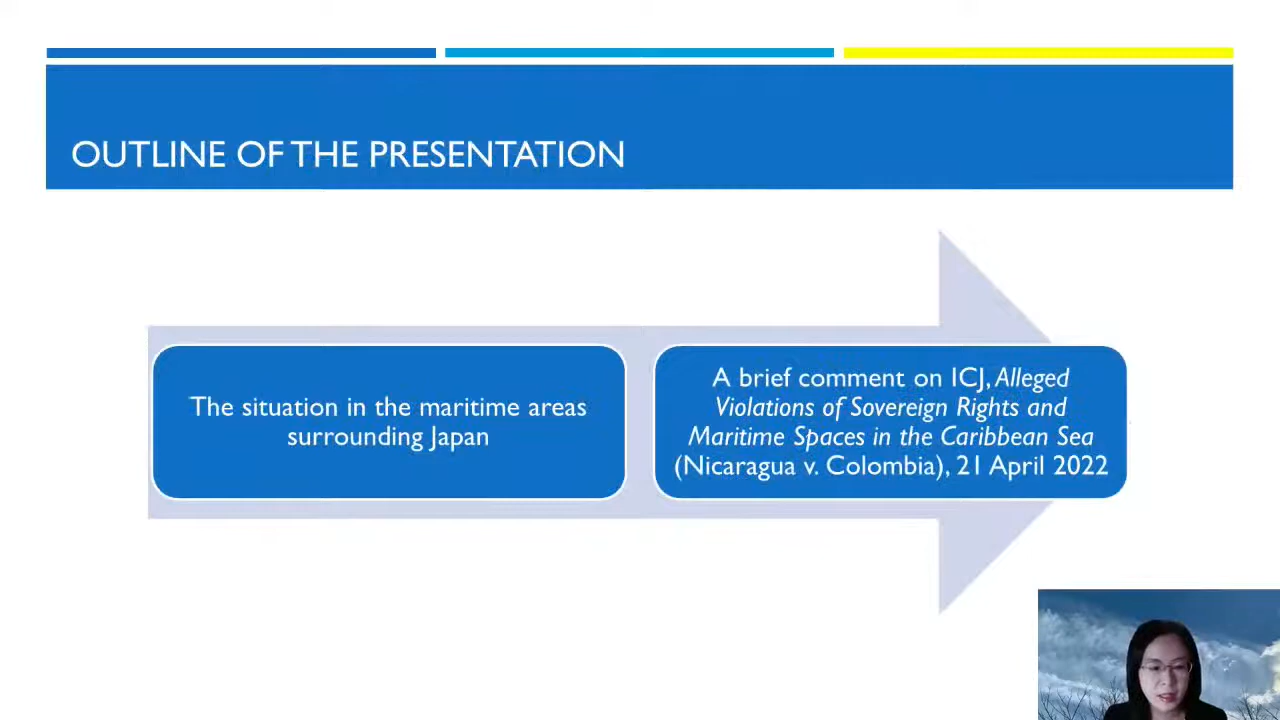 OUTLINE OF THE PRESENTATION
The situation in the maritime areas
surrounding Japan
A brief comment on ICJ, Alleged
Violations of Sovereign Rights and
Maritime Spaces in the Caribbean Sea
(Nicaragua v. Colombia), 21 April 2022